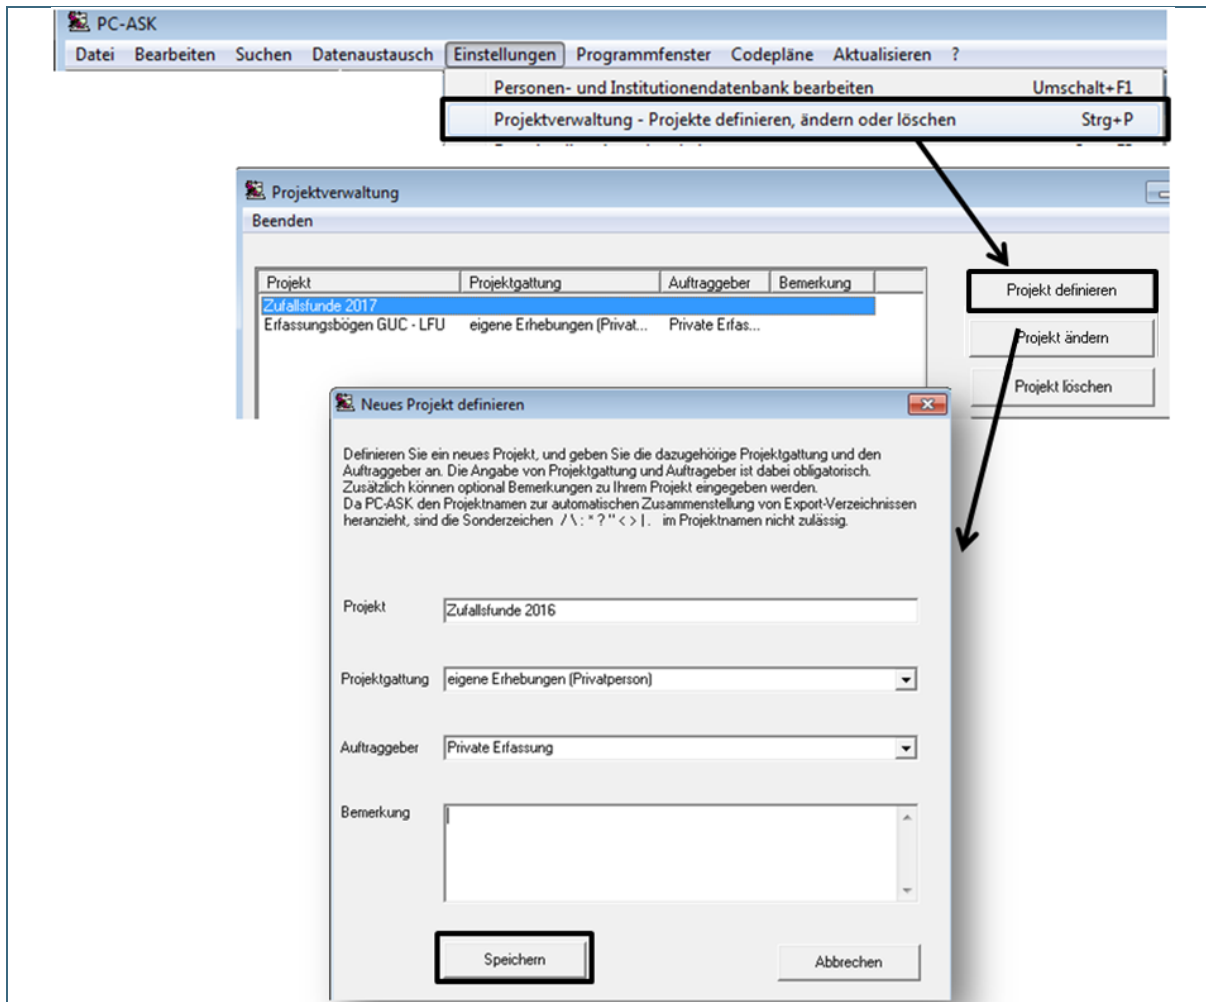 PC-ASK
Datei Bearbeiten Suchen Datenaustausch Einstellungen Programmfenster Codepläne Aktualisieren ?
Personen- und Institutionendatenbank bearbeiten Umschalt+F1
Projektverwaltung - Projekte definieren, ändern oder löschen Strg+P
Projektverwaltung
Beenden
Projekt Projektgattung Auftraggeber Bemerkung
Zufallsfunde 2017
Erfassungsbögen GUC - LFU eigene Erhebungen (Privat... Private Erfas...
Projekt definieren
Projekt ändern
Projekt löschen
Neues Projekt definieren
Definieren Sie ein neues Projekt, und geben Sie die dazugehörige Projektgattung und den
Auftraggeber an. Die Angabe von Projektgattung und Auftrageber ist dabei obligatorisch.
Zusätzlich können optional Bemerkungen zu Ihrem Projekt eingegeben werden.
Da PC-ASK den Projektnamen zur automatischen Zusammenstellung von Export-Verzeichnissen
heranzieht, sind die Sonderzeichen / \ : * ? " < > | . im Projektnamen nicht zulässig.
Projekt Zufallsfunde 2016
Projektgattung eigene Erhebungen (Privatperson)
Auftraggeber Private Erfassung
Bemerkung
Speichern Abbrechen